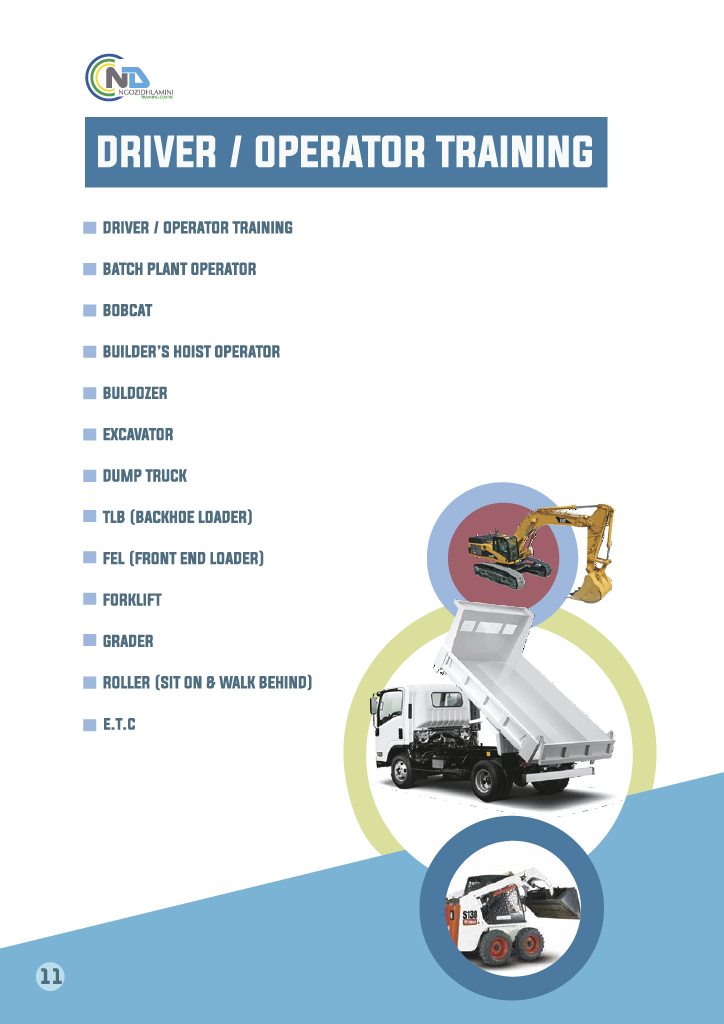 ND
NGOZIDHLAMINI
TRAINING CENTRE
DRIVER / OPERATOR TRAINING
DRIVER / OPERATOR TRAINING
BATCH PLANT OPERATOR
BOBCAT
BUILDER'S HOIST OPERATOR
BULDOZER
EXCAVATOR
DUMP TRUCK
TLB (BACKHOE LOADER)
FEL (FRONT END LOADER)
FORKLIFT
GRADER
ROLLER (SIT ON & WALK BEHIND)
E.T.C
S130
11